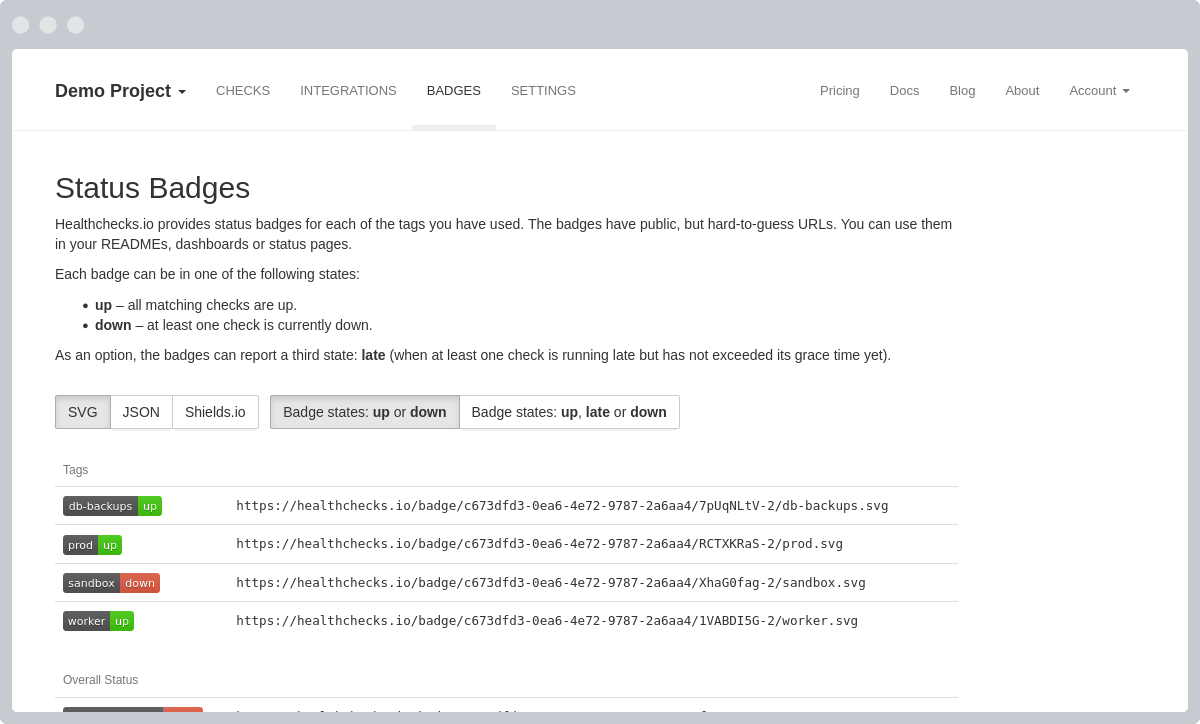 Demo Project CHECKS INTEGRATIONS BADGES SETTINGS Pricing Docs Blog About Account
Status Badges
Healthchecks.io provides status badges for each of the tags you have used. The badges have public, but hard-to-guess URLs. You can use them
in your READMEs, dashboards or status pages.
Each badge can be in one of the following states:
• up – all matching checks are up.
• down – at least one check is currently down.
As an option, the badges can report a third state: late (when at least one check is running late but has not exceeded its grace time yet).
SVG JSON Shields.io Badge states: up or down Badge states: up, late or down
Tags
db-backups up https://healthchecks.io/badge/c673dfd3-0ea6-4e72-9787-2a6aa4/7pUqNLtV-2/db-backups.svg
prod up https://healthchecks.io/badge/c673dfd3-0ea6-4e72-9787-2a6aa4/RCTXKRaS-2/prod.svg
sandbox down https://healthchecks.io/badge/c673dfd3-0ea6-4e72-9787-2a6aa4/XhaG0fag-2/sandbox.svg
worker up https://healthchecks.io/badge/c673dfd3-0ea6-4e72-9787-2a6aa4/1VABDI5G-2/worker.svg
Overall Status